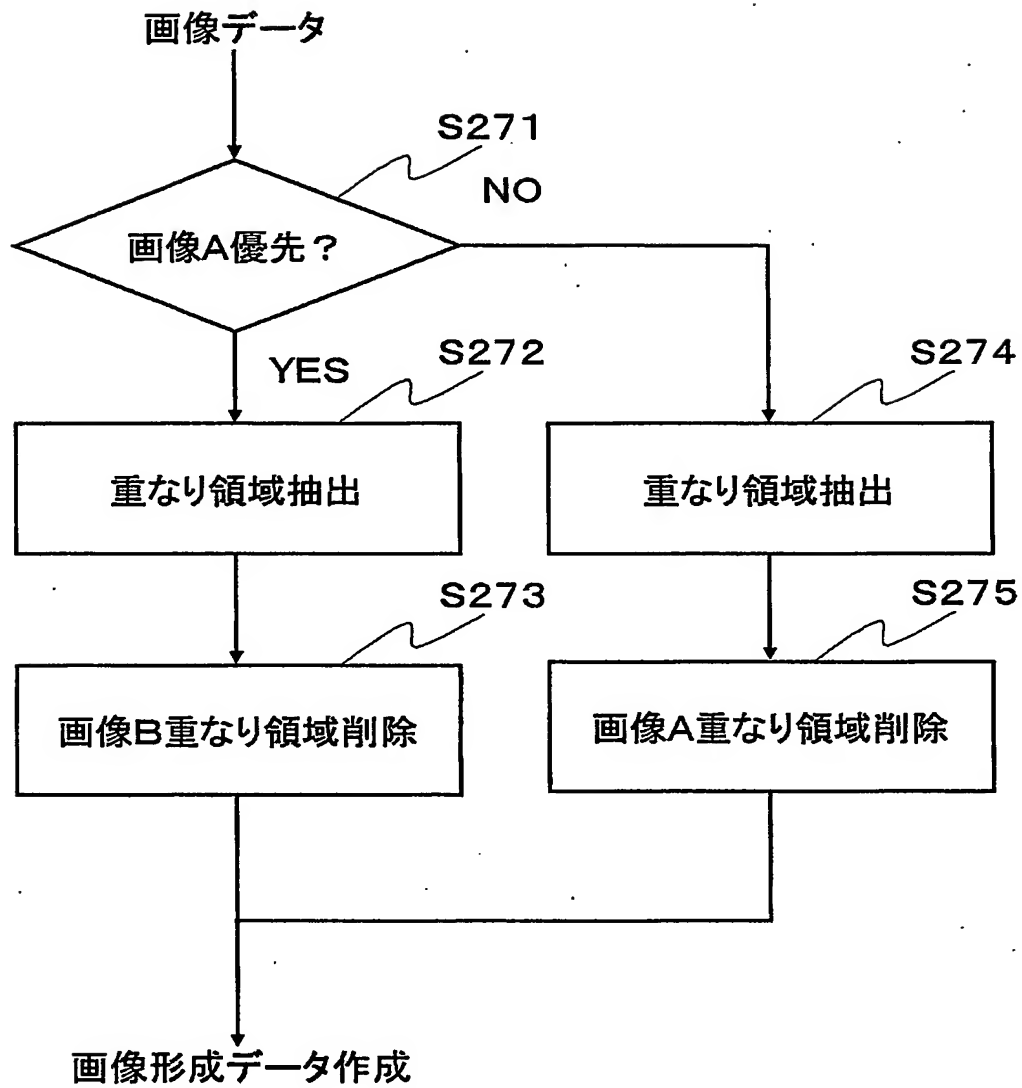 画像データ
S271
NO
画像A優先？
YES
S272
S274
重なり領域抽出
重なり領域抽出
S273
S275
画像B重なり領域削除
画像A重なり領域削除
画像形成データ作成